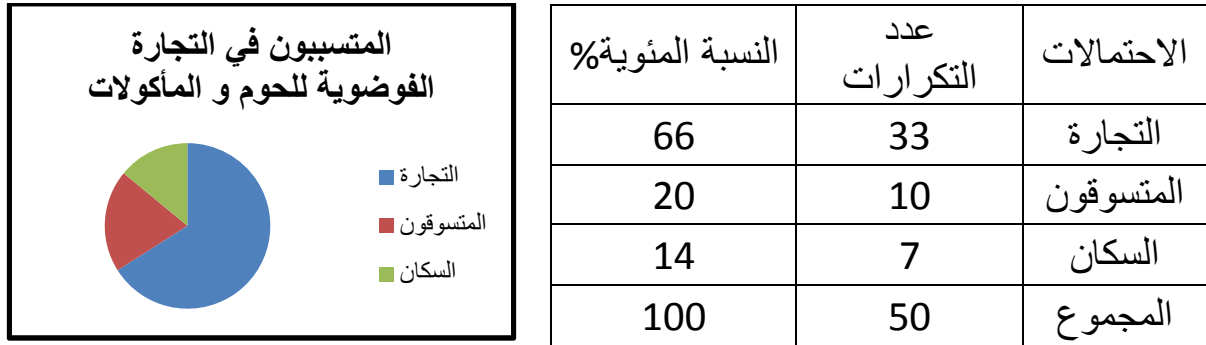 المتسببون في التجارة
الفوضوية للحوم و المأكولات
التجارة
المتسوقون
السكان
الاحتمالات عدد التكرارات النسبة المئوية%
التجارة 33 66
المتسوقون 10 20
السكان 7 14
المجموع 50 100